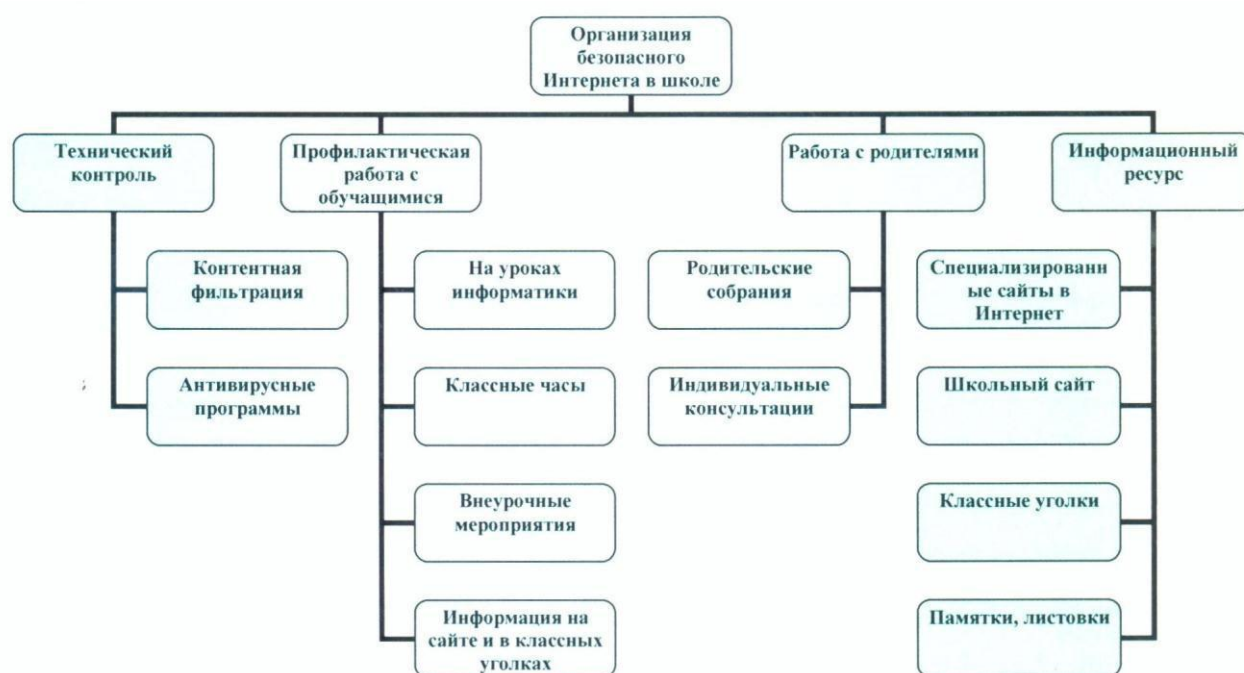 Организация
безопасного
Интернета в школе
Технический
контроль
Профилактическая
работа с
обучащимися
Работа с родителями
Информационный
ресурс
Контентная
фильтрация
Антивирусные
программы
На уроках
информатики
Классные часы
Внеурочные
мероприятия
Информация на
сайте и в классных
уголках
Родительские
собрания
Индивидуальные
консультации
Специализированн
ые сайты в
Интернет
Школьный сайт
Классные уголки
Памятки, листовки